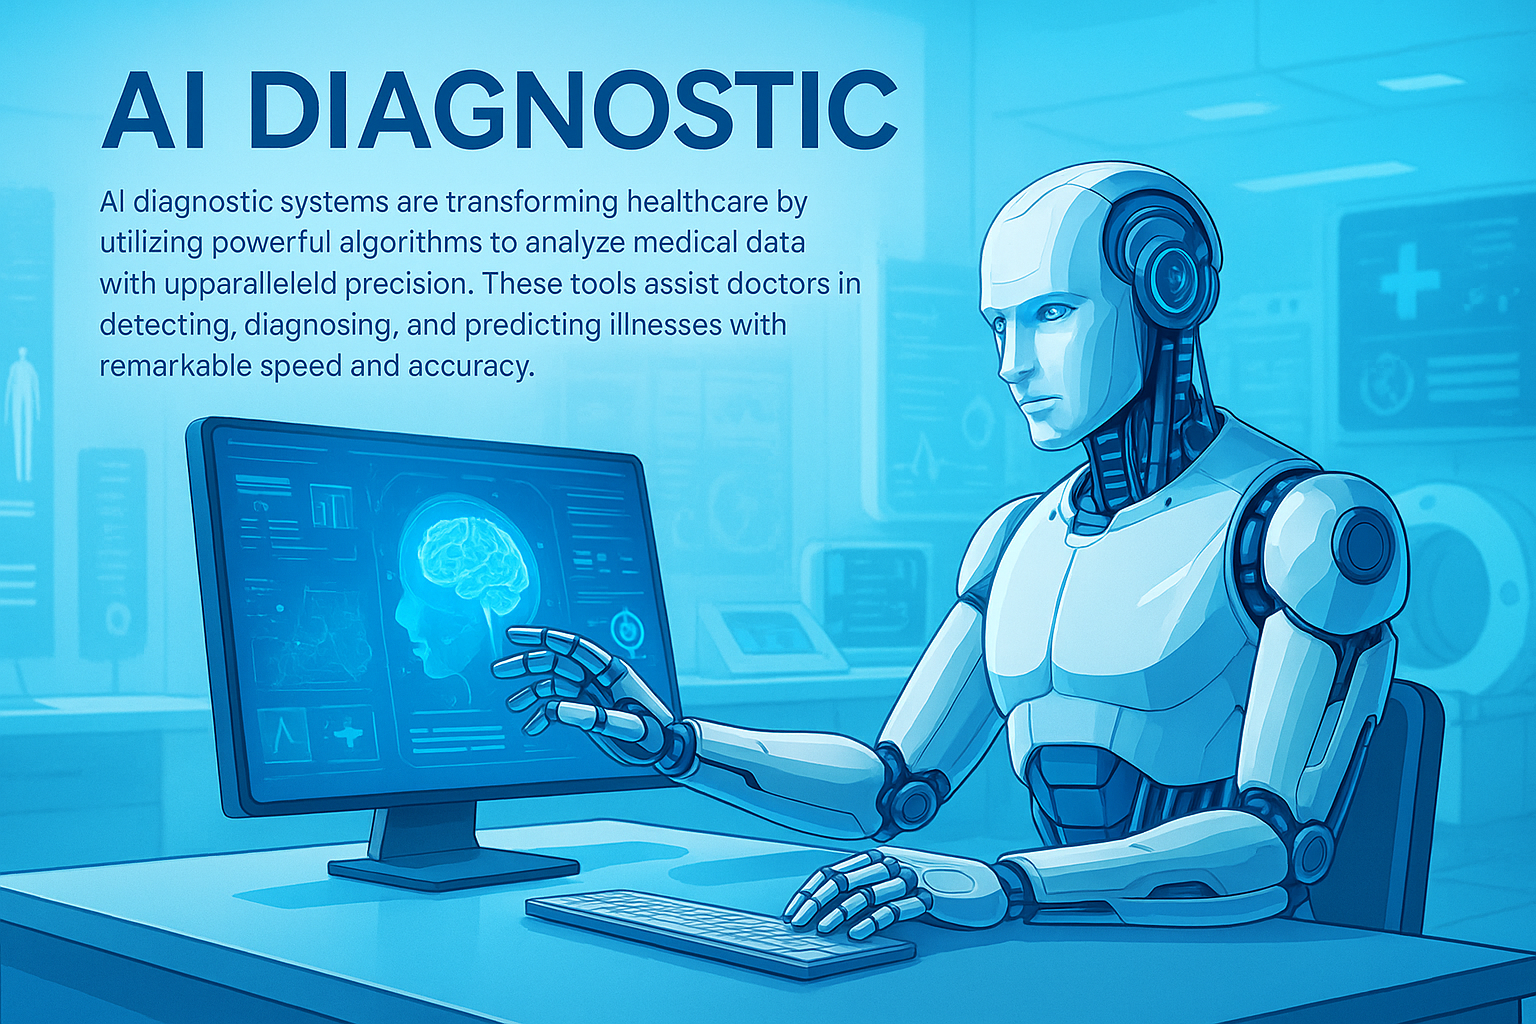 AI DIAGNOSTIC
AI diagnostic systems are transforming healthcare by
utilizing powerful algorithms to analyze medical data
with upparalleleld precision. These tools assist doctors in
detecting, diagnosing, and predicting illnesses with
remarkable speed and accuracy.